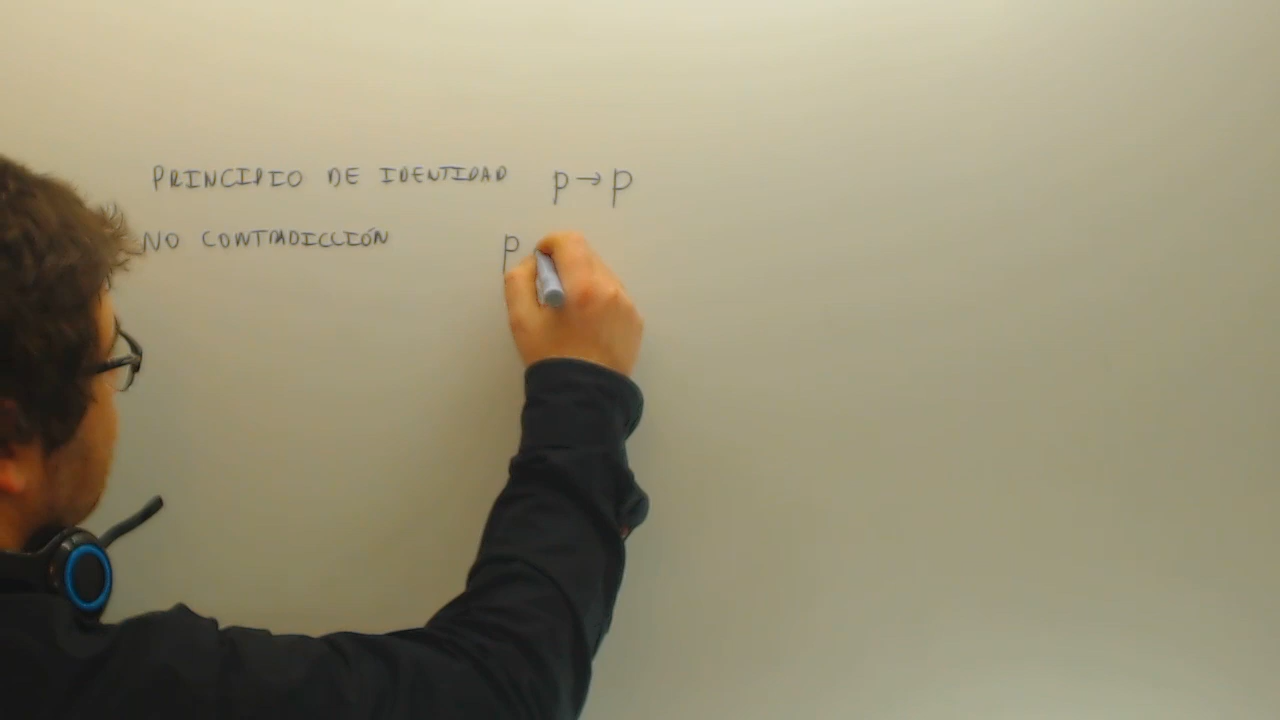 PRINCIPIO DE IDENTIDAD p → p
NO CONTRADICCIÓN p